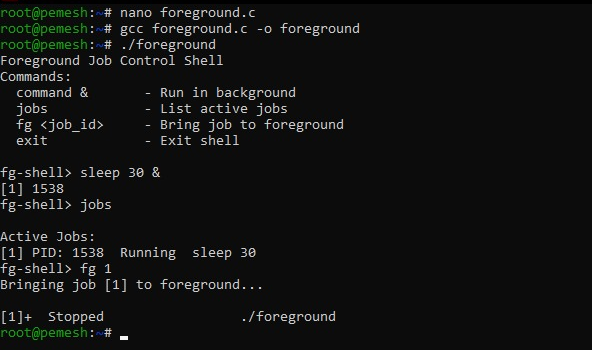 root@pemesh:~# nano foreground.c
root@pemesh:~# gcc foreground.c -o foreground
root@pemesh:~# ./foreground
Foreground Job Control Shell
Commands:
  command &       - Run in background
  jobs            - List active jobs
  fg <job_id>     - Bring job to foreground
  exit            - Exit shell

fg-shell> sleep 30 &
[1] 1538
fg-shell> jobs

Active Jobs:
[1] PID: 1538  Running  sleep 30
fg-shell> fg 1
Bringing job [1] to foreground...

[1]+  Stopped                 ./foreground
root@pemesh:~#